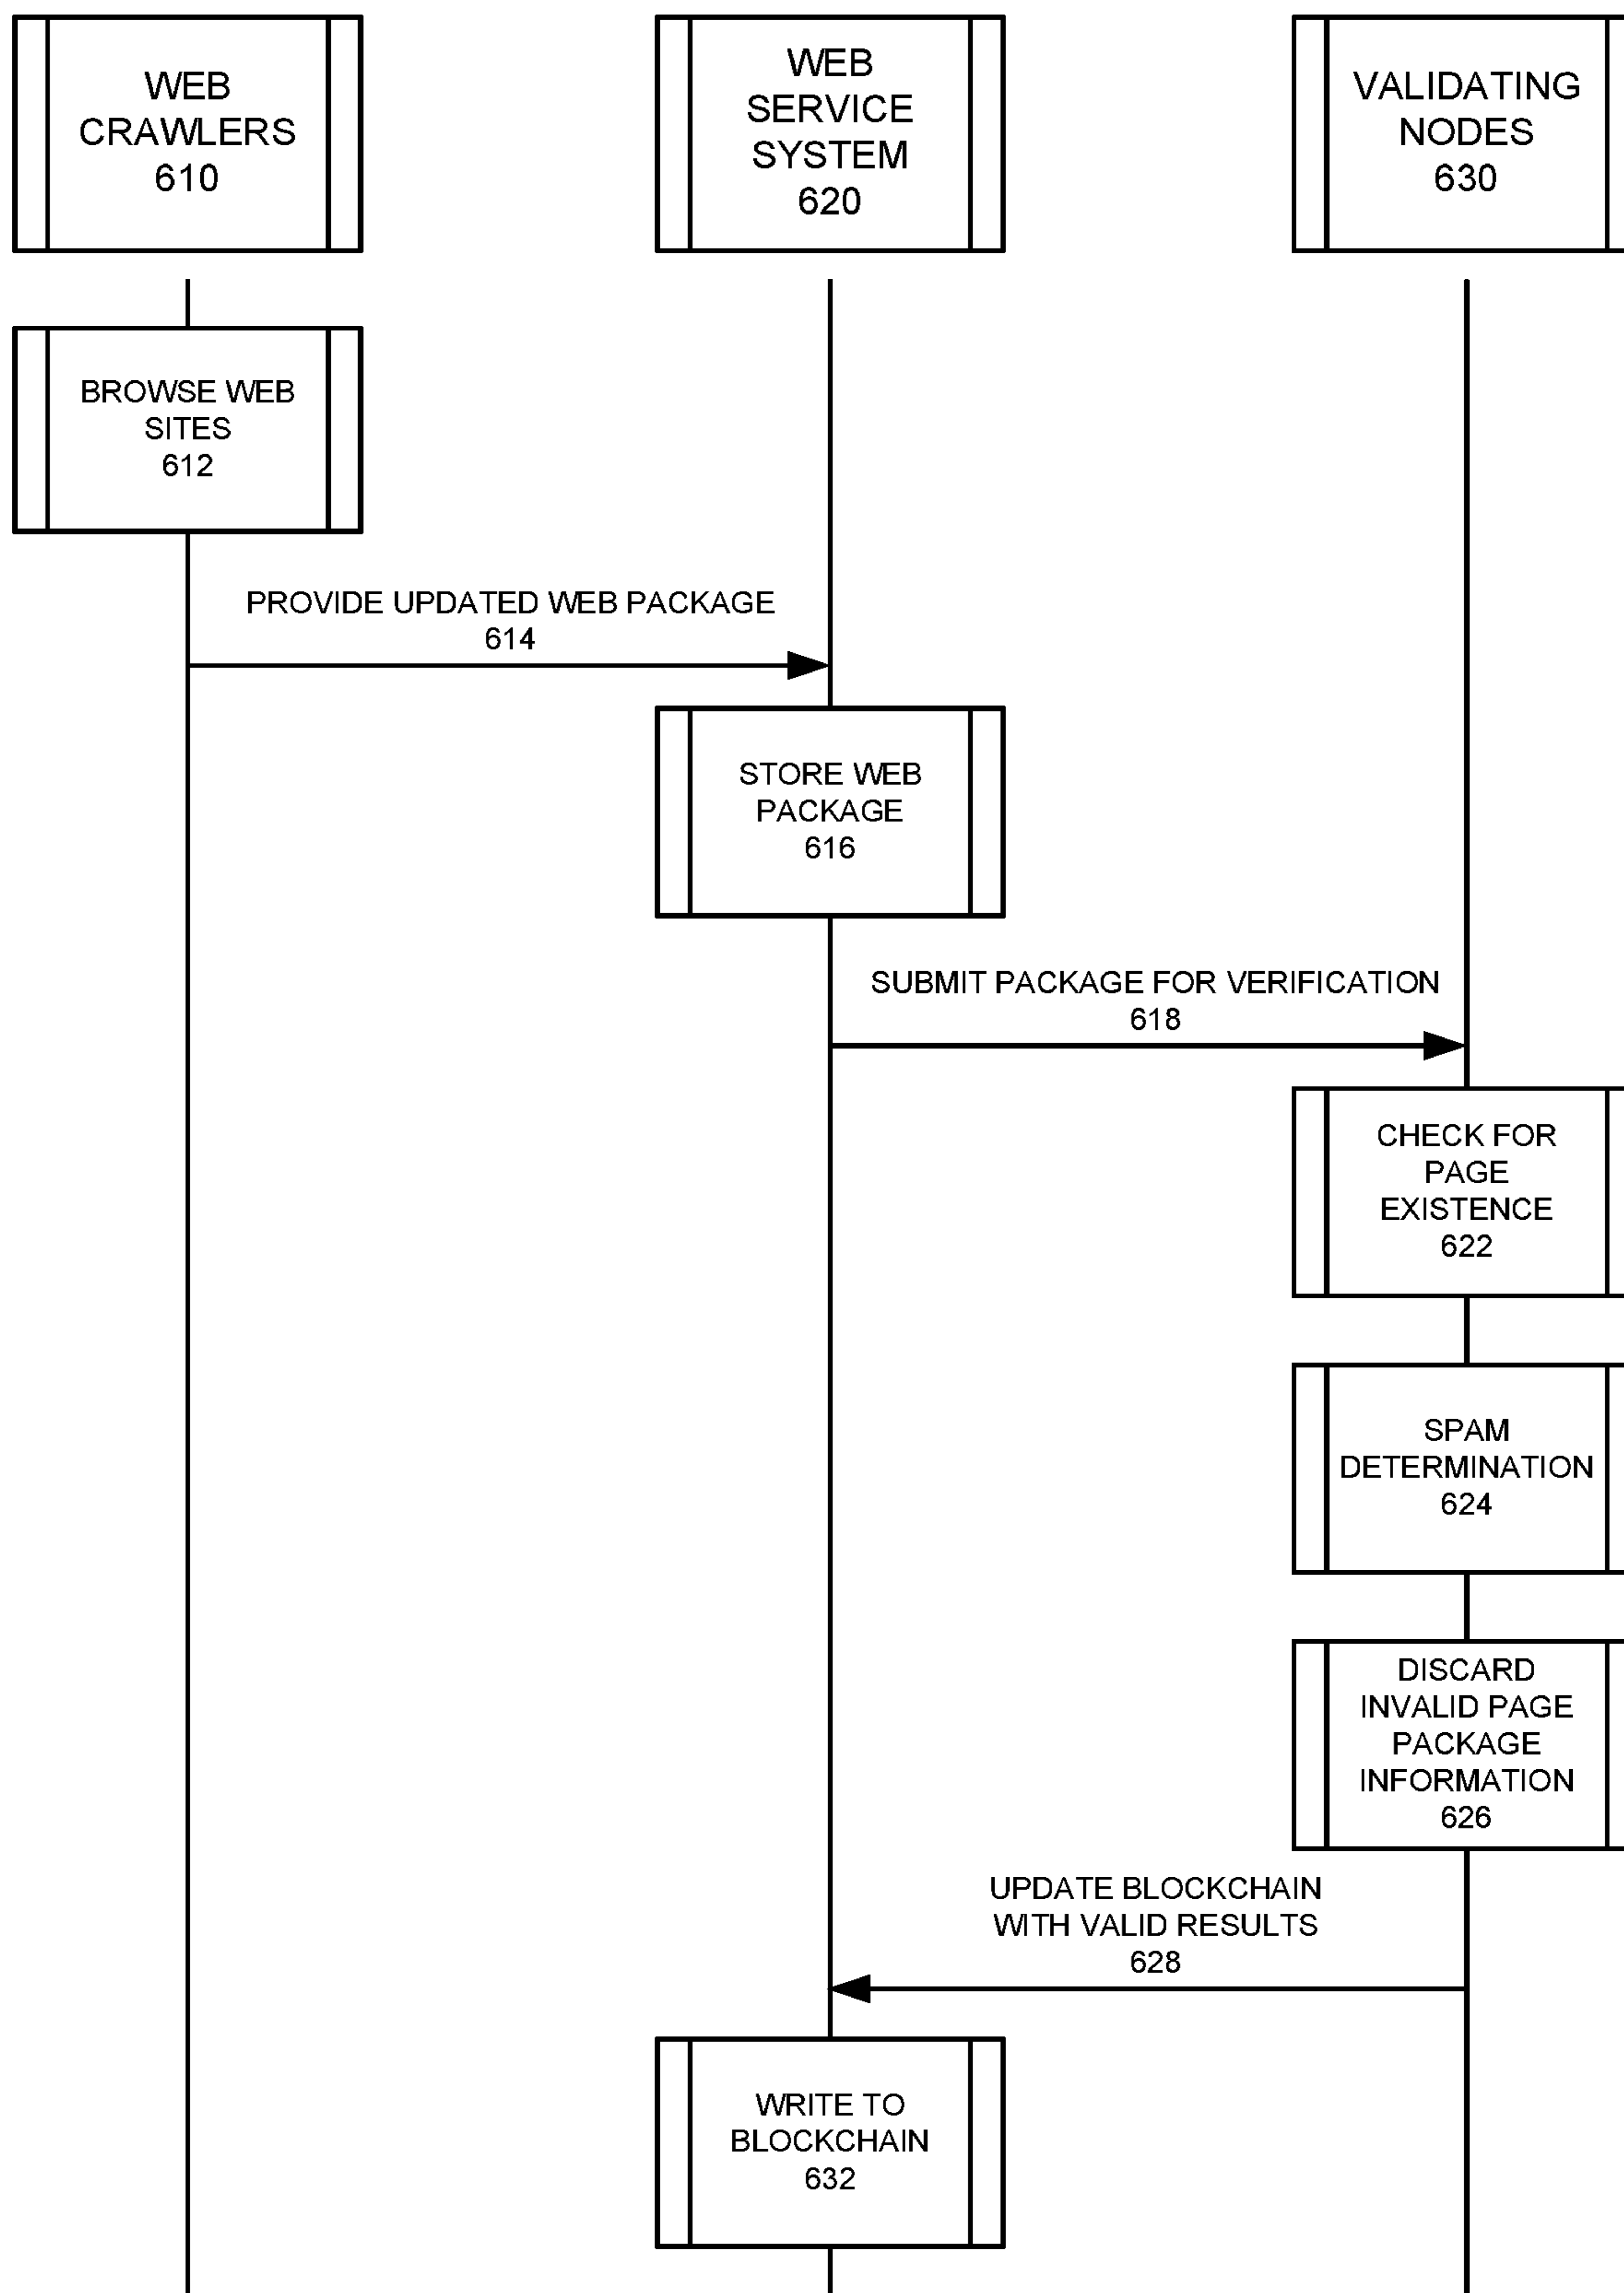 WEB
CRAWLERS
610
WEB
SERVICE
SYSTEM
620
VALIDATING
NODES
630
BROWSE WEB
SITES
612
PROVIDE UPDATED WEB PACKAGE
614
STORE WEB
PACKAGE
616
SUBMIT PACKAGE FOR VERIFICATION
618
CHECK FOR
PAGE
EXISTENCE
622
SPAM
DETERMINATION
624
DISCARD
INVALID PAGE
PACKAGE
INFORMATION
626
UPDATE BLOCKCHAIN
WITH VALID RESULTS
628
WRITE TO
BLOCKCHAIN
632